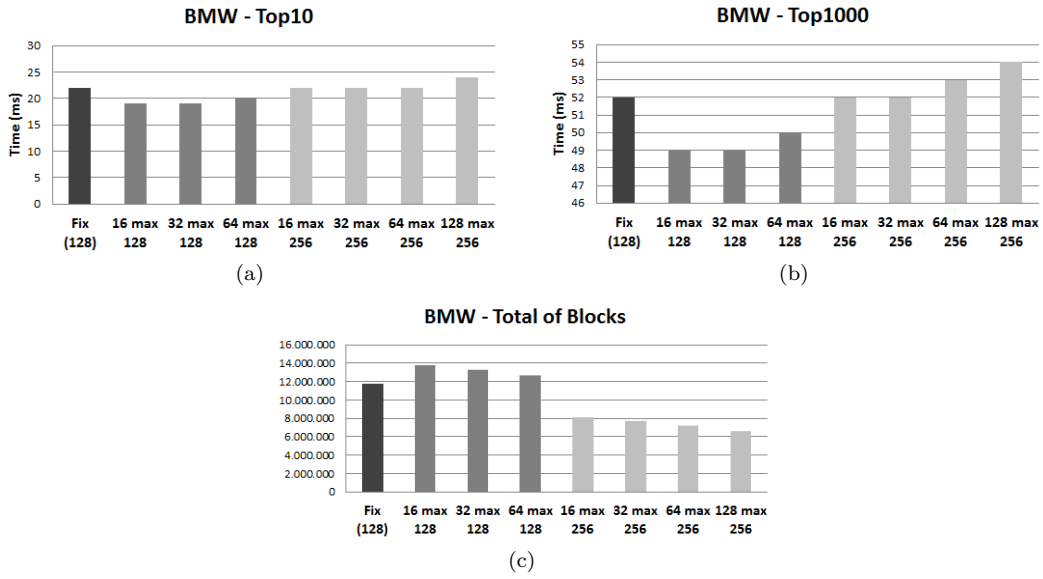 BMW - Top10
Time (ms)
30
25
20
15
10
5
0
Fix (128)
16 max 128
32 max 128
64 max 128
16 max 256
32 max 256
64 max 256
128 max 256
(a)
BMW - Top1000
Time (ms)
55
54
53
52
51
50
49
48
47
46
Fix (128)
16 max 128
32 max 128
64 max 128
16 max 256
32 max 256
64 max 256
128 max 256
(b)
BMW - Total of Blocks
16.000.000
14.000.000
12.000.000
10.000.000
8.000.000
6.000.000
4.000.000
2.000.000
0
Fix (128)
16 max 128
32 max 128
64 max 128
16 max 256
32 max 256
64 max 256
128 max 256
(c)